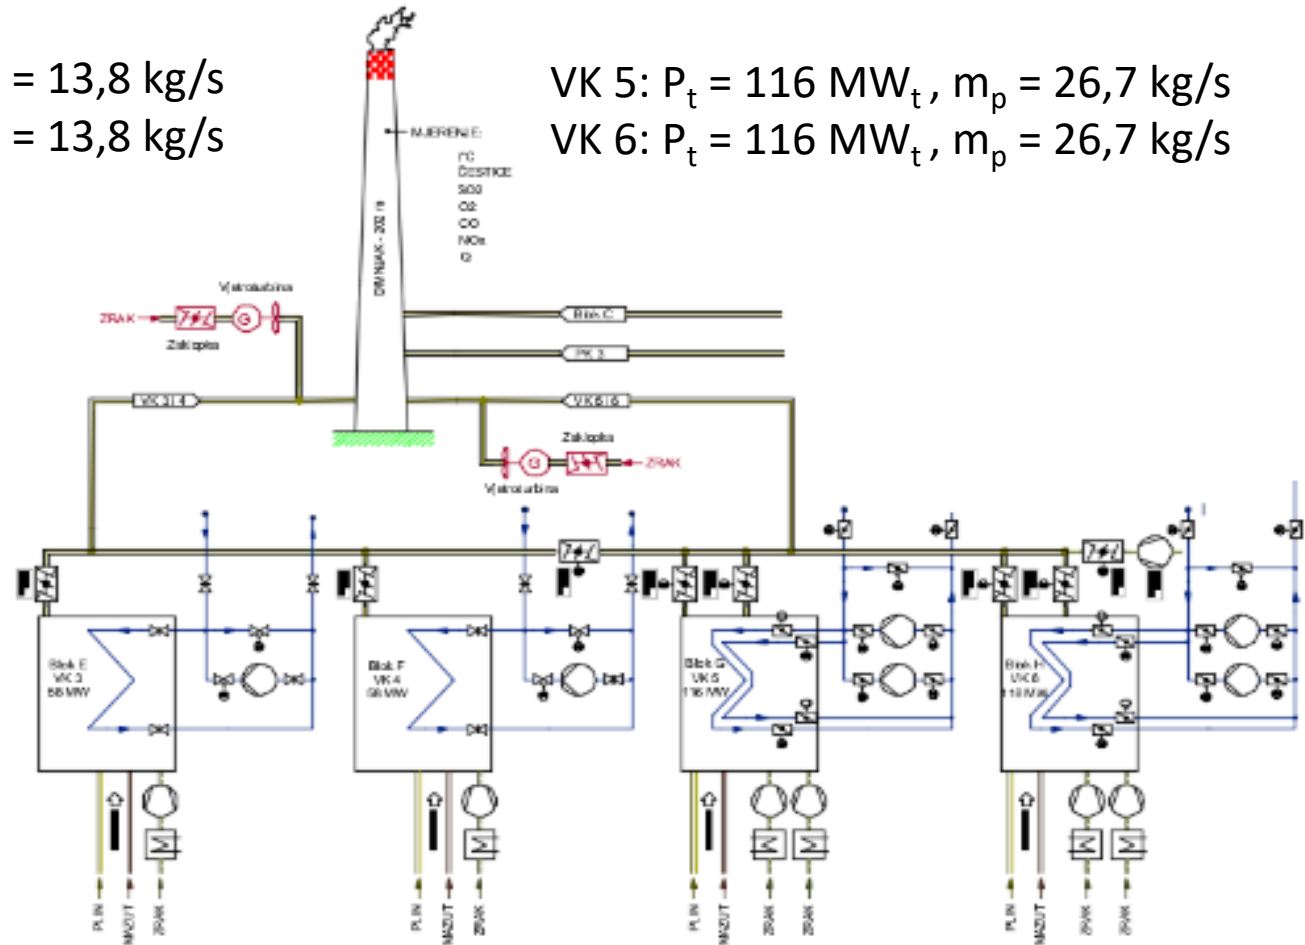 = 13,8 kg/s
= 13,8 kg/s
VK 5: Pt = 116 MWt , mp = 26,7 kg/s
VK 6: Pt = 116 MWt , mp = 26,7 kg/s
MJERENJE:
ČESTICE
SO2
O2
CO
NOx
DIMNJAK - 202 m
Vjetroturbina
ZRAK
G
Zaklopka
Blok C
PK 3
VK 3 i 4
VK 5 i 6
Zaklopka
G
ZRAK
Vjetroturbina
Blok E
VK 3
58 MW
Blok F
VK 4
58 MW
Blok G
VK 5
116 MW
Blok H
VK 6
116 MW
PLIN
MAZUT
ZRAK
PLIN
MAZUT
ZRAK
PLIN
MAZUT
ZRAK
ZRAK
PLIN
MAZUT
ZRAK
ZRAK